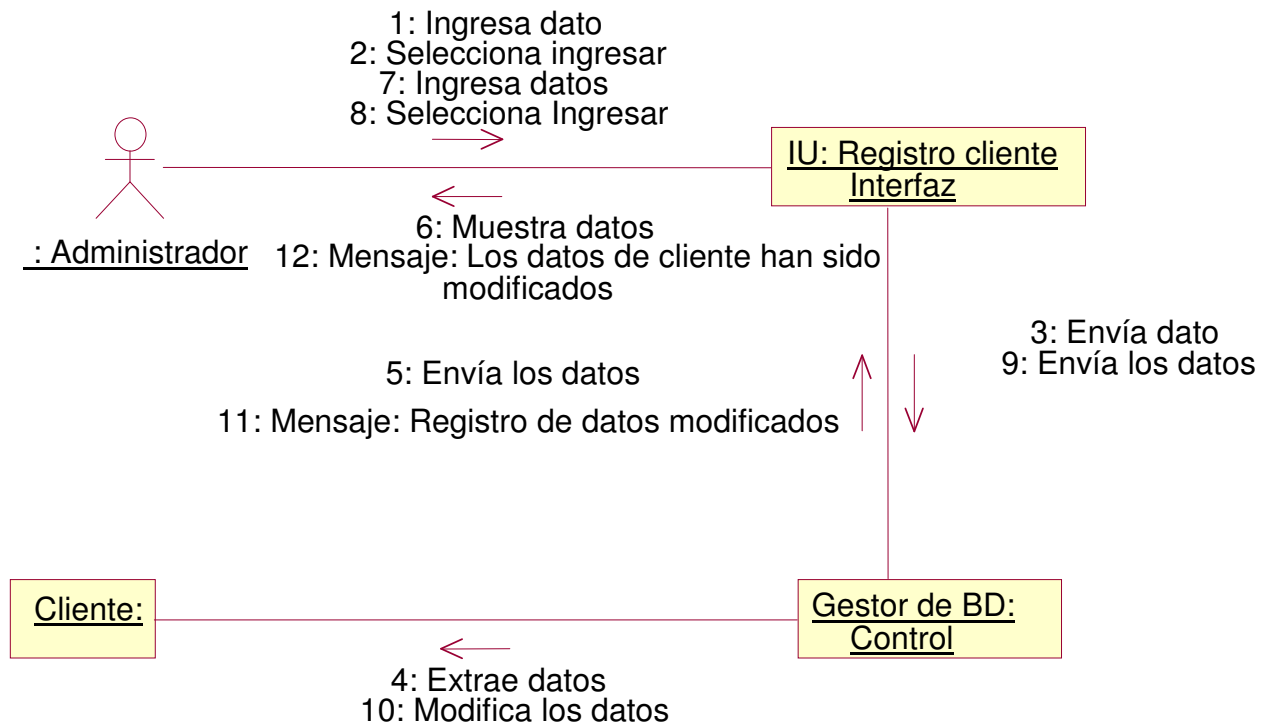 1: Ingresa dato
2: Selecciona ingresar
7: Ingresa datos
8: Selecciona Ingresar
IU: Registro cliente
Interfaz
: Administrador
6: Muestra datos
12: Mensaje: Los datos de cliente han sido
modificados
3: Envía dato
9: Envía los datos
5: Envía los datos
11: Mensaje: Registro de datos modificados
Cliente:
Gestor de BD:
Control
4: Extrae datos
10: Modifica los datos